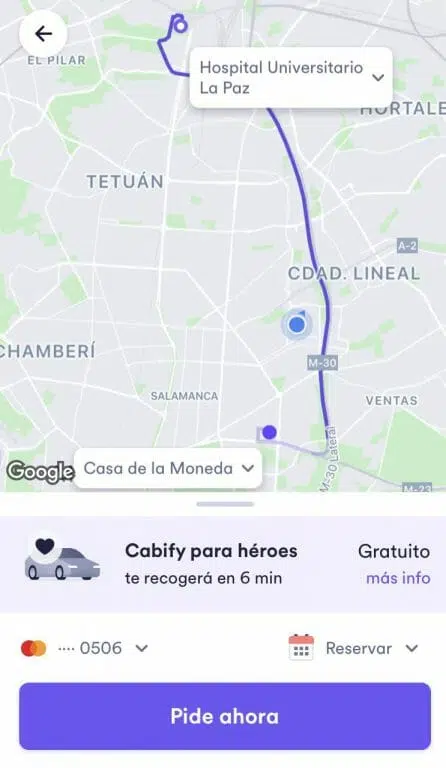 EL PILAR
Hospital Universitario
La Paz
HORTALE
TETUÁN
A-2
CDAD. LINEAL
CHAMBERÍ
M-30
SALAMANCA
VENTAS
M-30 Lateral
Google
Casa de la Moneda
M-23
Cabify para héroes
Gratuito
te recogerá en 6 min
más info
···· 0506
Reservar
Pide ahora